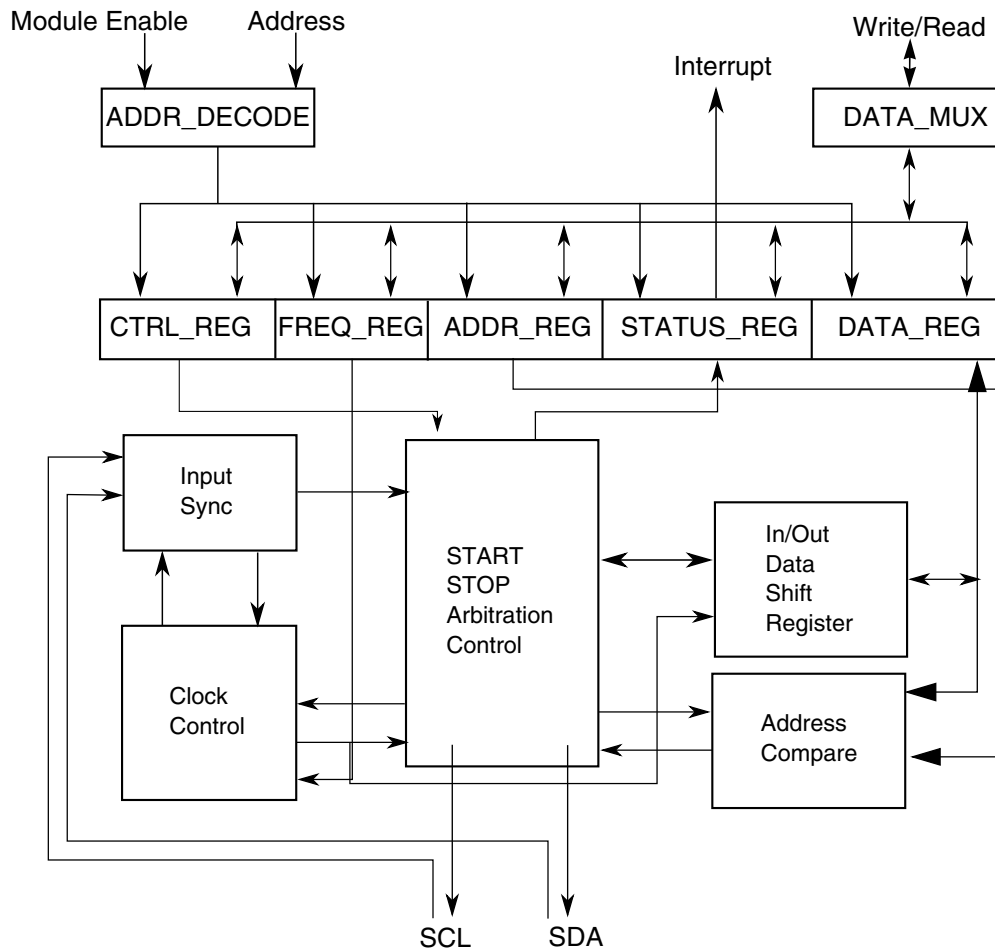 Module Enable
Address
Write/Read
Interrupt
ADDR_DECODE
DATA_MUX
CTRL_REG
FREQ_REG
ADDR_REG
STATUS_REG
DATA_REG
Input
Sync
START
STOP
Arbitration
Control
In/Out
Data
Shift
Register
Clock
Control
Address
Compare
SCL
SDA